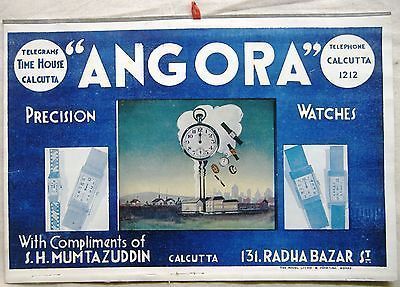 TELEGRAMS
TIME HOUSE
CALCUTTA
"ANGORA"
TELEPHONE
CALCUTTA
1212
PRECISION
WATCHES
With Compliments of
S.H. MUMTAZUDDIN
CALCUTTA
131, RADHA BAZAR ST